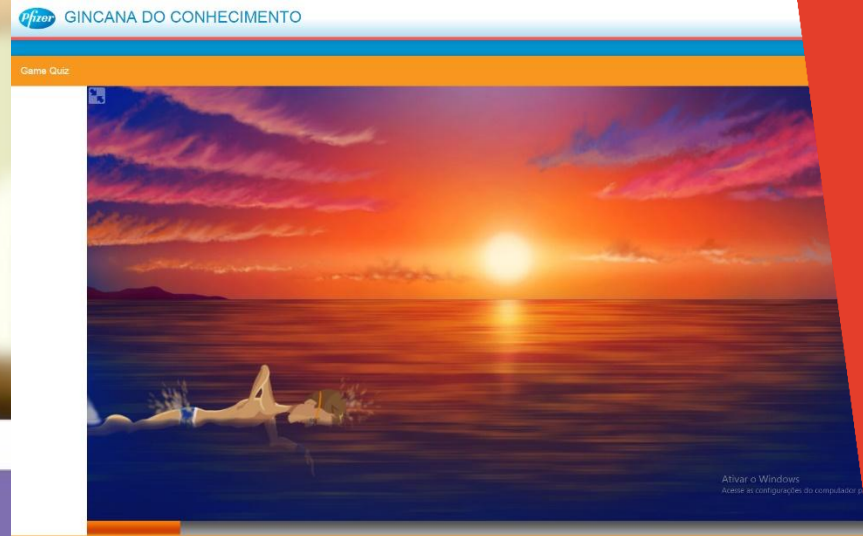 Pfizer GINCANA DO CONHECIMENTO
Game Quiz
Ativar o Windows
Acesse as configurações do computador